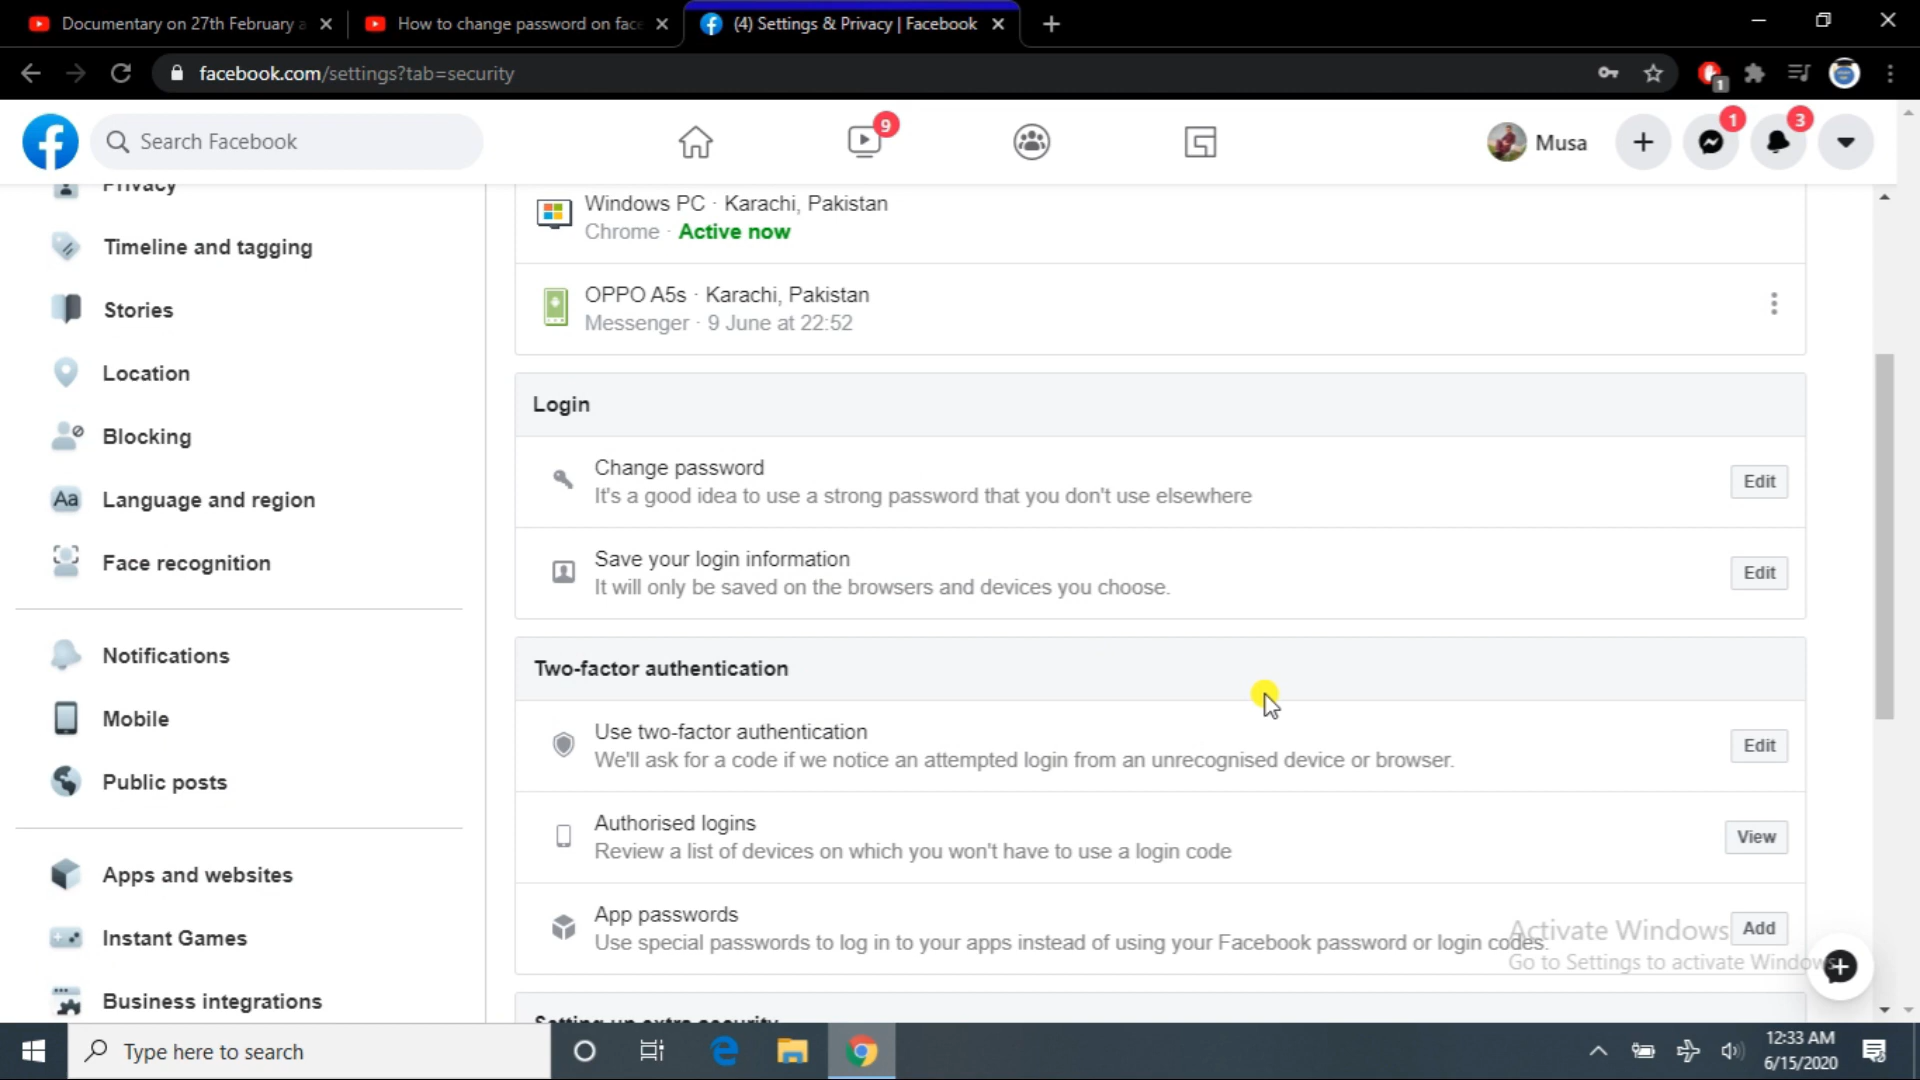 Documentary on 27th February a
How to change password on face
(4) Settings & Privacy | Facebook
facebook.com/settings?tab=security
1
Search Facebook
9
Musa
1
3
Privacy
Timeline and tagging
Stories
Location
Blocking
Aa Language and region
Face recognition
Notifications
Mobile
Public posts
Apps and websites
Instant Games
Business integrations
Windows PC · Karachi, Pakistan
Chrome · Active now
OPPO A5s · Karachi, Pakistan
Messenger · 9 June at 22:52
Login
Change password
It's a good idea to use a strong password that you don't use elsewhere
Edit
Save your login information
It will only be saved on the browsers and devices you choose.
Edit
Two-factor authentication
Use two-factor authentication
We'll ask for a code if we notice an attempted login from an unrecognised device or browser.
Edit
Authorised logins
Review a list of devices on which you won't have to use a login code
View
App passwords
Use special passwords to log in to your apps instead of using your Facebook password or login codes.
Add
Activate Windows
Go to Settings to activate Windows
Setting up extra security
Type here to search
12:33 AM
6/15/2020